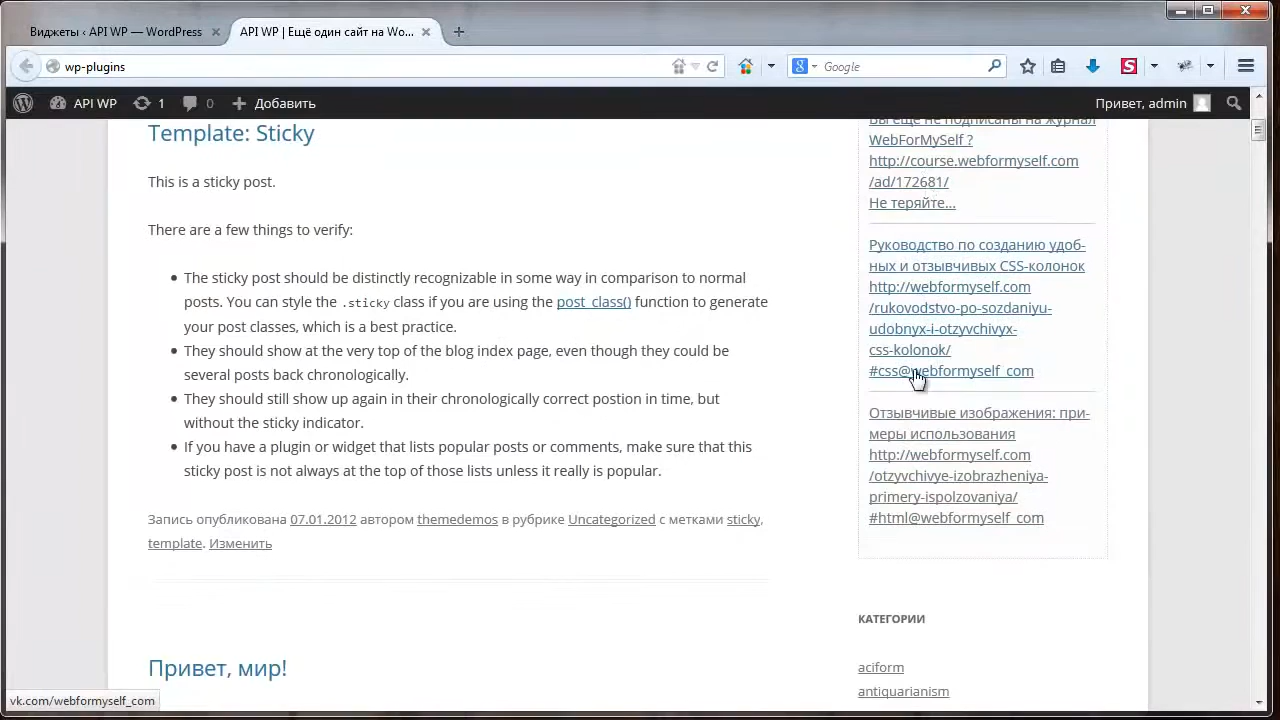 Виджеты ‹ API WP — WordPress
API WP | Ещё один сайт на Wo...
wp-plugins
Google
API WP
1
0
Добавить
Привет, admin
Template: Sticky
This is a sticky post.
There are a few things to verify:
The sticky post should be distinctly recognizable in some way in comparison to normal
posts. You can style the .sticky class if you are using the post_class() function to generate
your post classes, which is a best practice.
They should show at the very top of the blog index page, even though they could be
several posts back chronologically.
They should still show up again in their chronologically correct postion in time, but
without the sticky indicator.
If you have a plugin or widget that lists popular posts or comments, make sure that this
sticky post is not always at the top of those lists unless it really is popular.
Запись опубликована 07.01.2012 автором themedemos в рубрике Uncategorized с метками sticky,
template. Изменить
Привет, мир!
Вы еще не подписаны на журнал
WebForMySelf ?
http://course.webformyself.com
/ad/172681/
Не теряйте...
Руководство по созданию удоб-
ных и отзывчивых CSS-колонок
http://webformyself.com
/rukovodstvo-po-sozdaniyu-
udobnyx-i-otzyvchivyx-
css-kolonok/
#css@webformyself_com
Отзывчивые изображения: при-
меры использования
http://webformyself.com
/otzyvchivye-izobrazheniya-
primery-ispolzovaniya/
#html@webformyself_com
КАТЕГОРИИ
aciform
antiquarianism
vk.com/webformyself_com